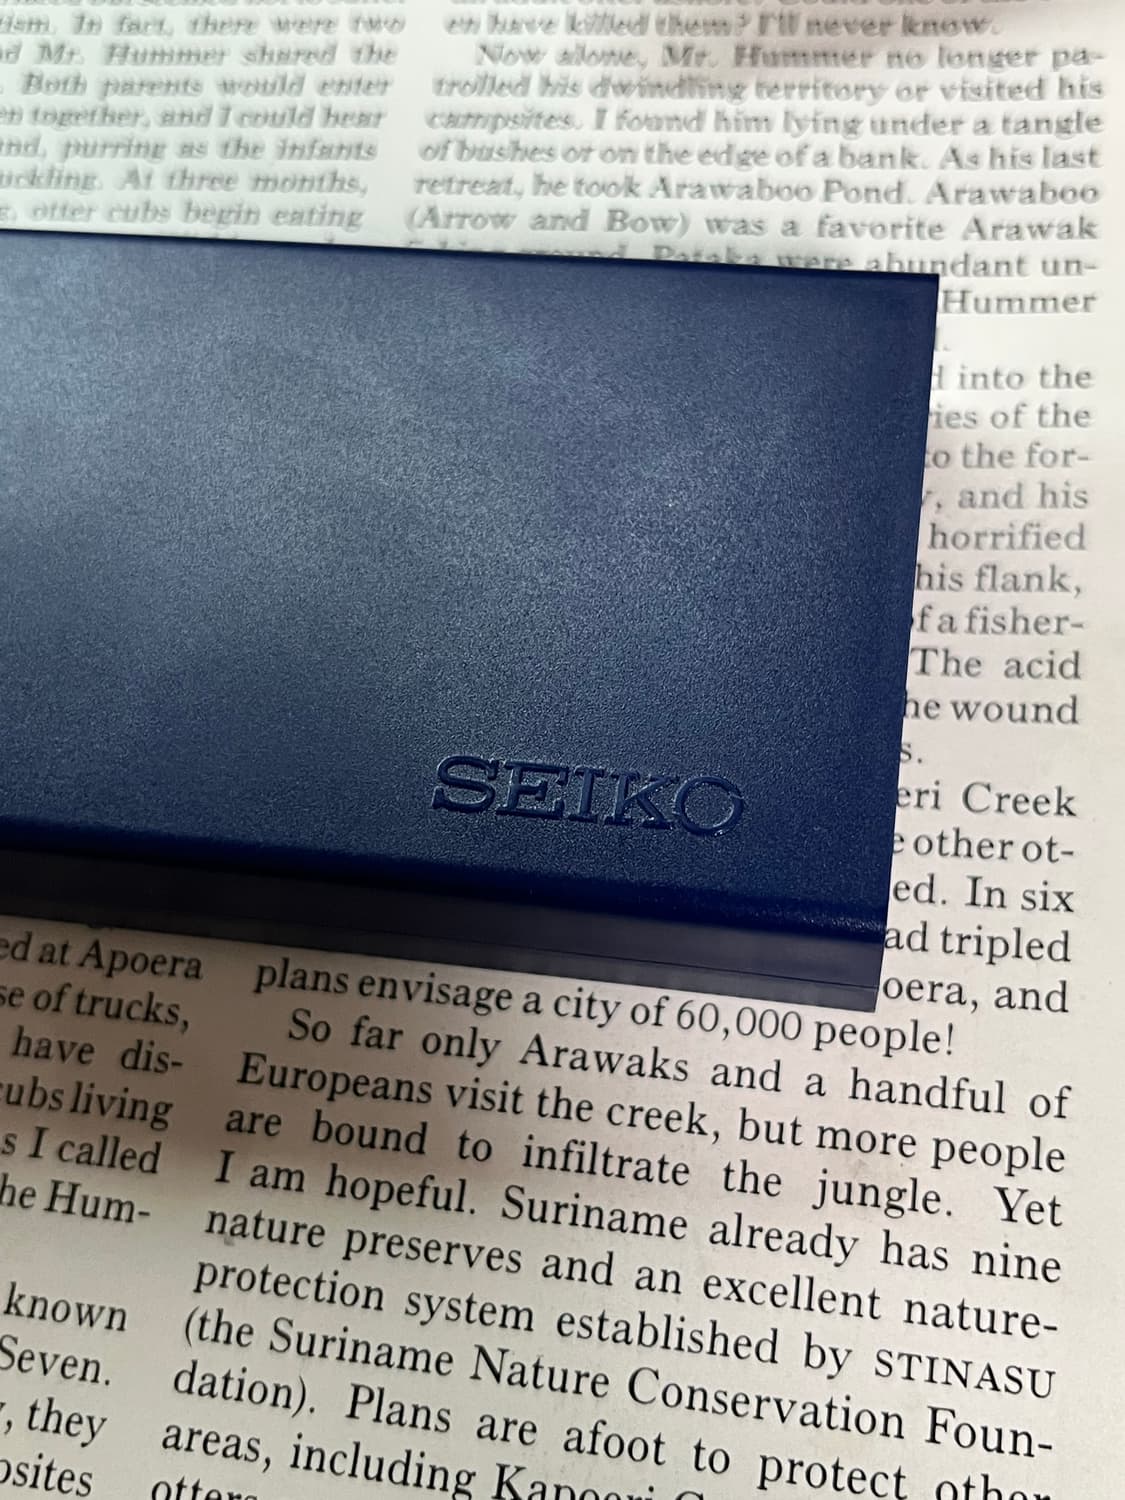 tism. In fact, there were two
d Mr. Hummer shared the
. Both parents would enter
en together, and I could hear
nd, purring as the infants
uckling. At three months,
otter cubs begin eating
en have killed them? I'll never know.
Now alone, Mr. Hummer no longer pa-
trolled his dwindling territory or visited his
campsites. I found him lying under a tangle
of bushes or on the edge of a bank. As his last
retreat, he took Arawaboo Pond. Arawaboo
(Arrow and Bow) was a favorite Arawak
Pataka were abundant un-
Hummer
into the
ies of the
o the for-
, and his
horrified
his flank,
f a fisher-
The acid
he wound
s.
eri Creek
other ot-
ed. In six
ad tripled
oera, and
SEIKO
ed at Apoera
se of trucks,
have dis-
cubs living
s I called
he Hum-
known
Seven.
, they
osites
plans envisage a city of 60,000 people!
So far only Arawaks and a handful of
Europeans visit the creek, but more people
are bound to infiltrate the jungle. Yet
I am hopeful. Suriname already has nine
nature preserves and an excellent nature-
protection system established by STINASU
(the Suriname Nature Conservation Foun-
dation). Plans are afoot to protect other
areas, including Kapoeri
otters